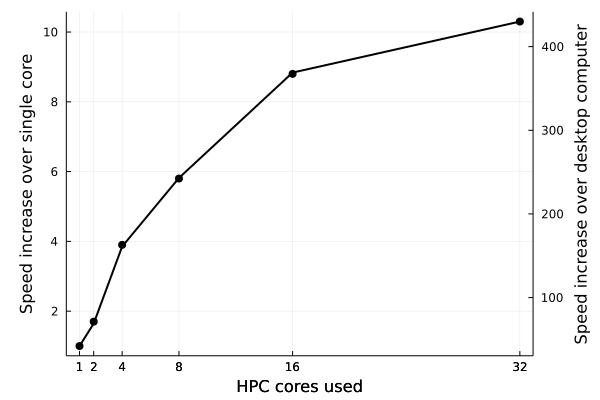 Speed increase over single core
10
8
6
4
2
400
300
200
100
Speed increase over desktop computer
1 2 4 8 16 32
HPC cores used